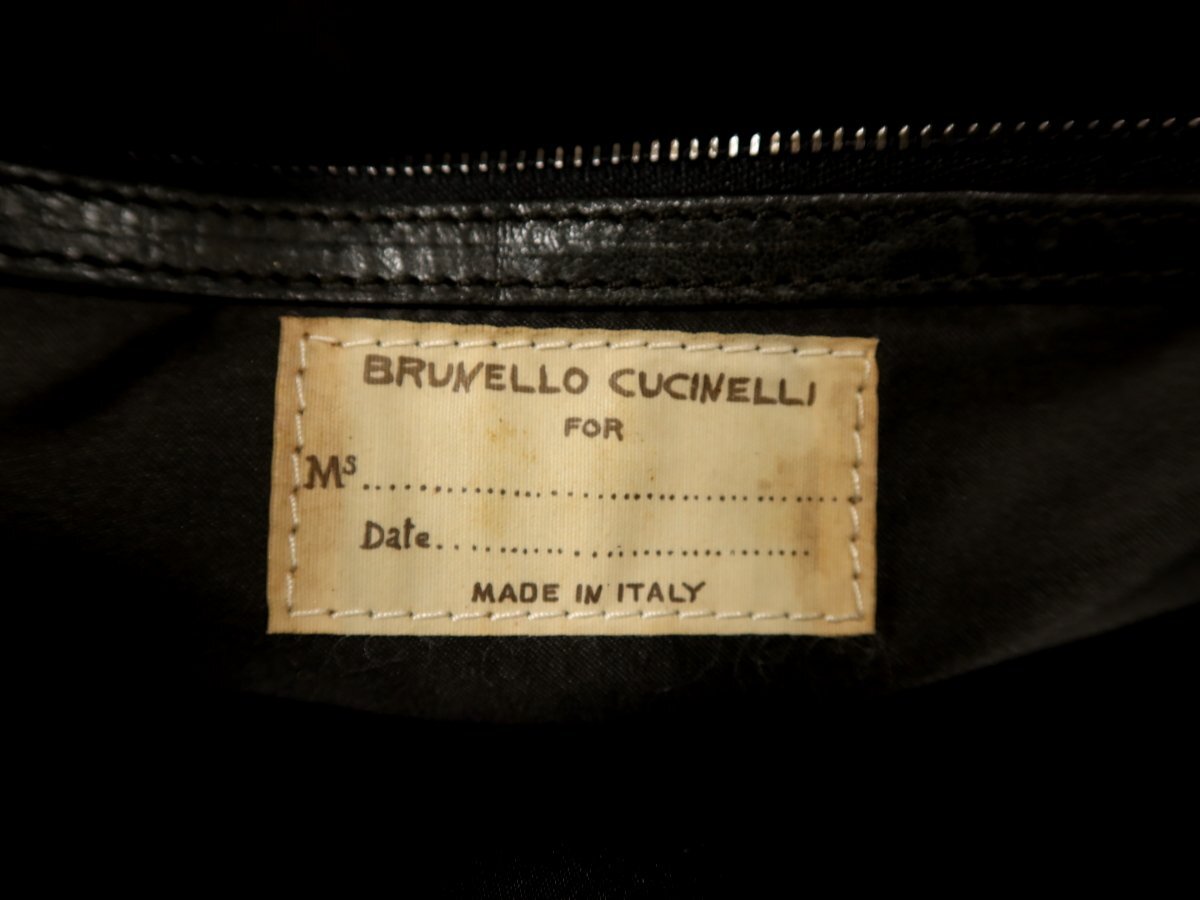 BRUNELLO CUCINELLI
FOR
Ms........................................
Date..............................
MADE IN ITALY